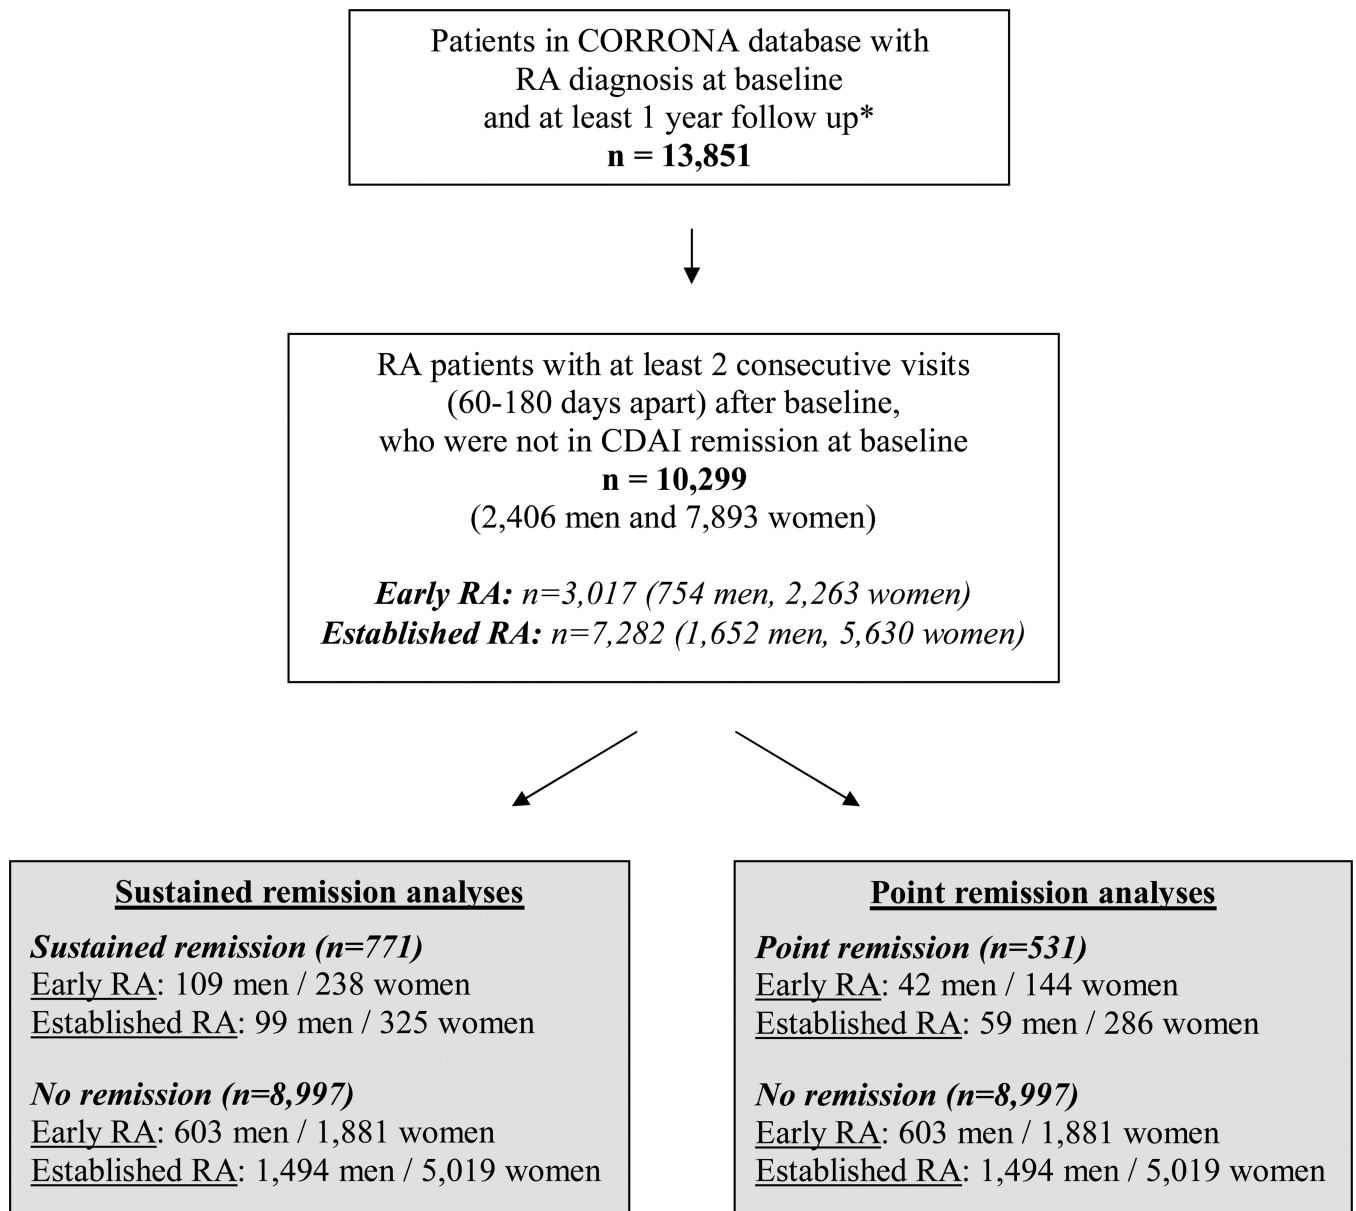 Patients in CORRONA database with
RA diagnosis at baseline
and at least 1 year follow up*
n = 13,851
RA patients with at least 2 consecutive visits
(60-180 days apart) after baseline,
who were not in CDAI remission at baseline
n = 10,299
(2,406 men and 7,893 women)
Early RA: n=3,017 (754 men, 2,263 women)
Established RA: n=7,282 (1,652 men, 5,630 women)
Sustained remission analyses
Sustained remission (n=771)
Early RA: 109 men / 238 women
Established RA: 99 men / 325 women
No remission (n=8,997)
Early RA: 603 men / 1,881 women
Established RA: 1,494 men / 5,019 women
Point remission analyses
Point remission (n=531)
Early RA: 42 men / 144 women
Established RA: 59 men / 286 women
No remission (n=8,997)
Early RA: 603 men / 1,881 women
Established RA: 1,494 men / 5,019 women